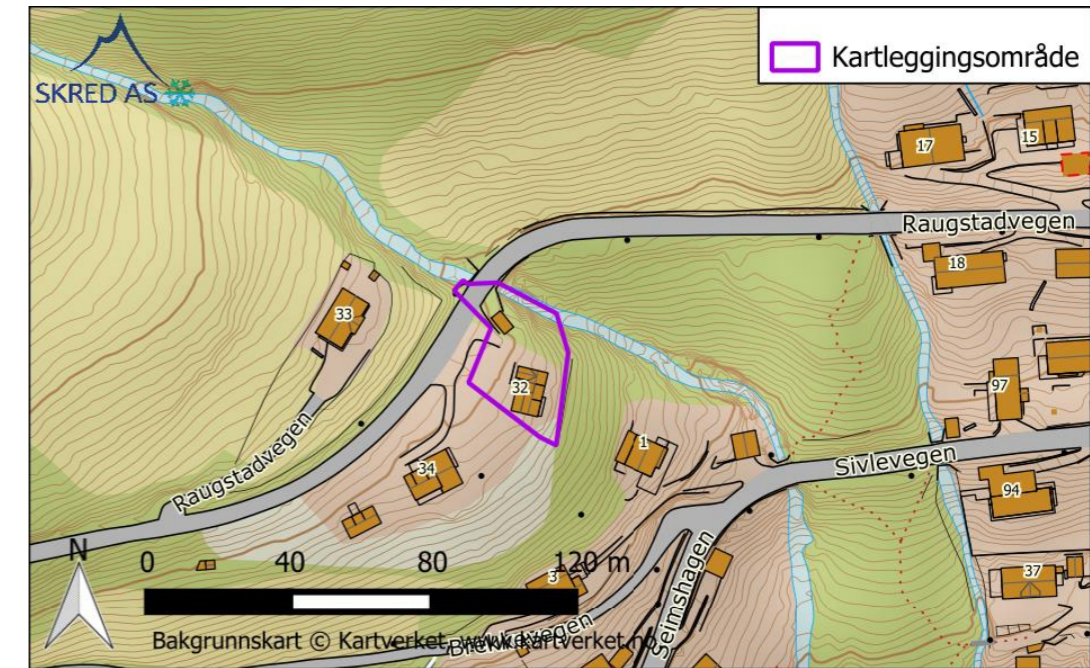 SKRED AS
Kartleggingsområde
17
15
Raugstadvegen
18
33
32
97
1
Sivlevegen
34
94
Raugstadvegen
N
0 40 80 120 m
3
Seimshagen
37
Brekkevegen
Bakgrunnskart © Kartverket, www.kartverket.no